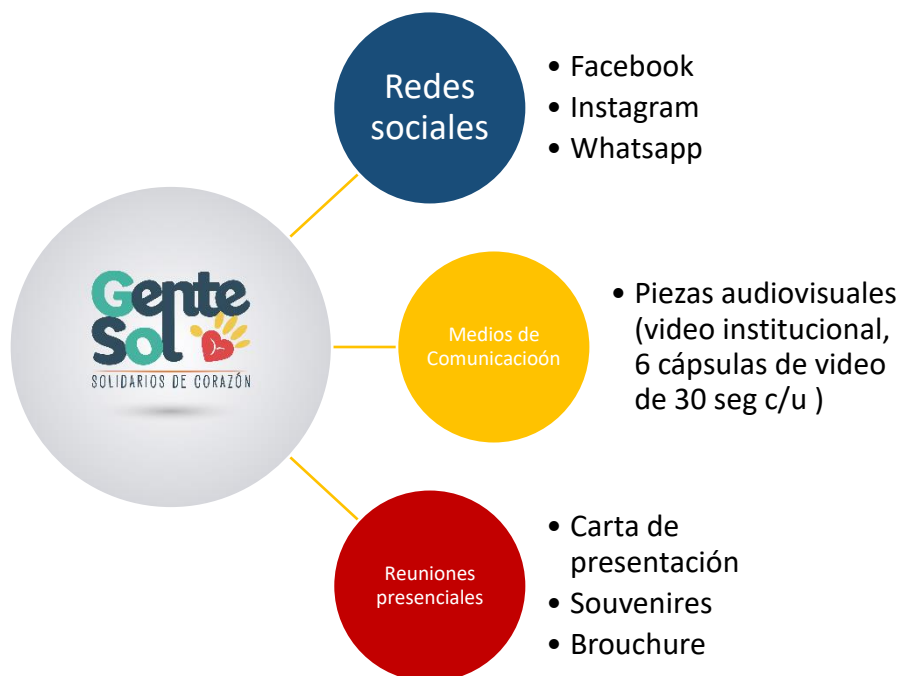 Redes
sociales
• Facebook
• Instagram
• Whatsapp
Gente
Sol
SOLIDARIOS DE CORAZÓN
Medios de
Comunicacioón
• Piezas audiovisuales
(video institucional,
6 cápsulas de video
de 30 seg c/u )
Reuniones
presenciales
• Carta de
presentación
• Souvenires
• Brouchure